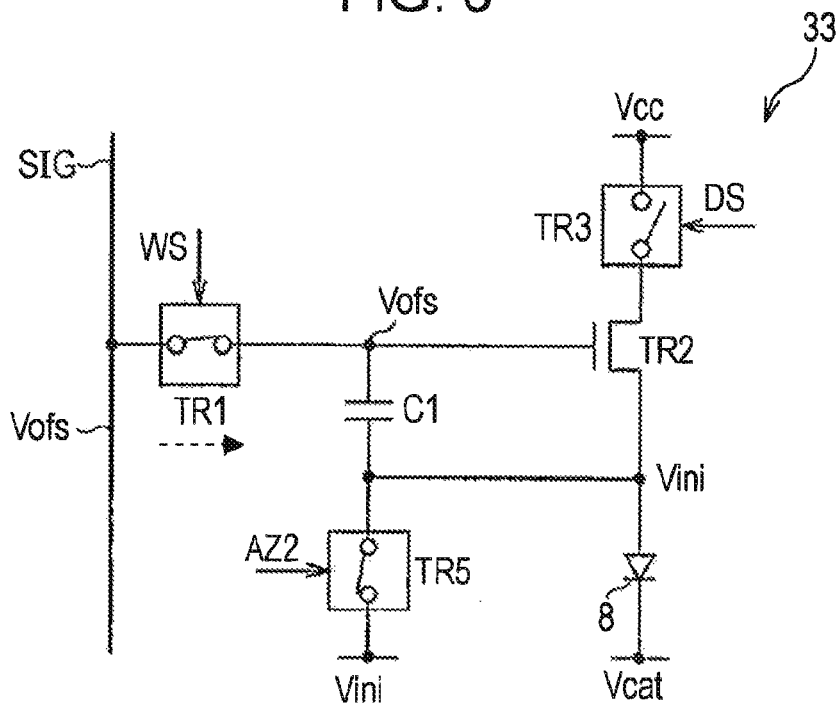 33
Vcc
SIG
TR3
DS
WS
Vofs
TR2
TR1
C1
Vofs
Vini
AZ2
TR5
8
Vini
Vcat